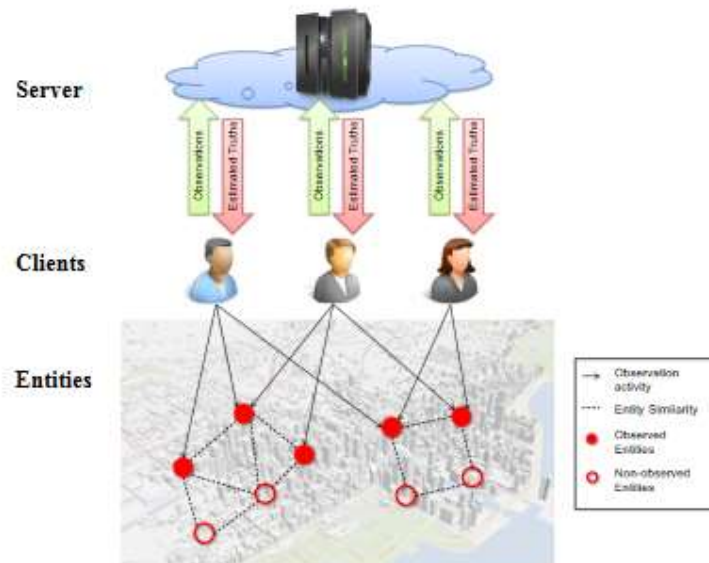 Server
Observations
Estimated Truths
Observations
Estimated Truths
Observations
Estimated Truths
Clients
Entities
Observation
activity
Entity Similarity
Observed
Entities
Non-observed
Entities